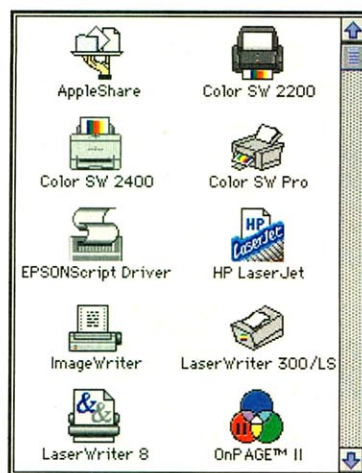 AppleShare
Color SW 2200
Color SW 2400
Color SW Pro
EPSONScript Driver
HP
LaserJet
HP LaserJet
ImageWriter
LaserWriter 300/LS
&&
LaserWriter 8
OnPAGE™ II